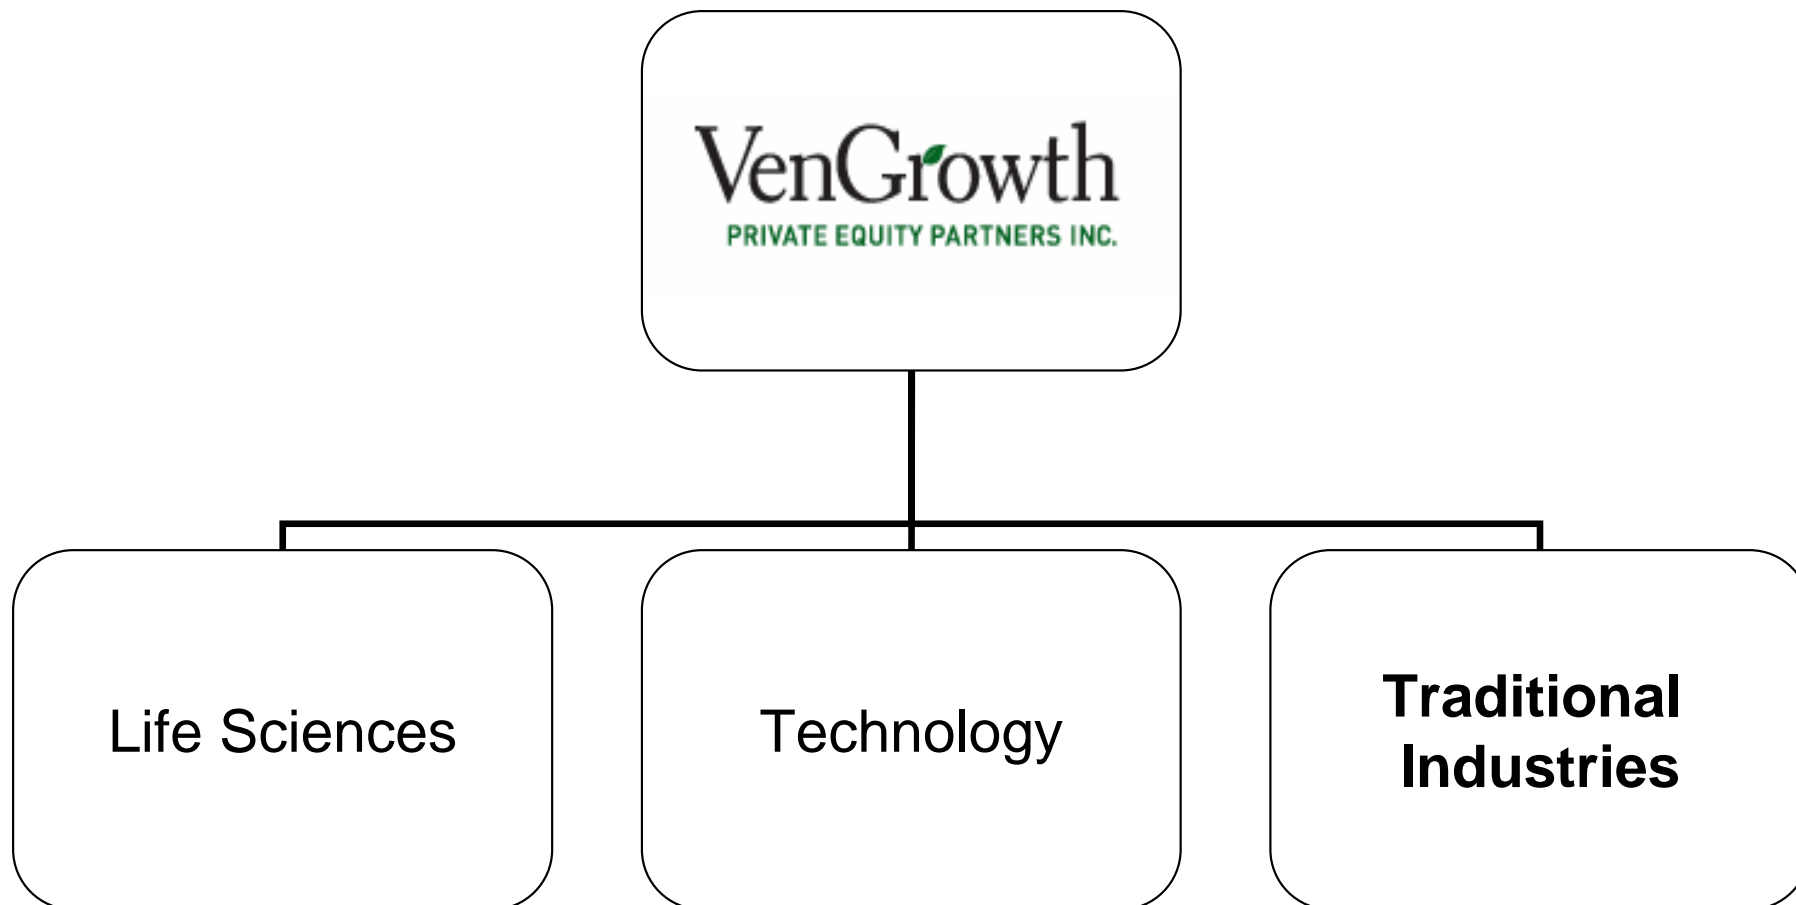 VenGrowth
PRIVATE EQUITY PARTNERS INC.
Life Sciences
Technology
Traditional
Industries